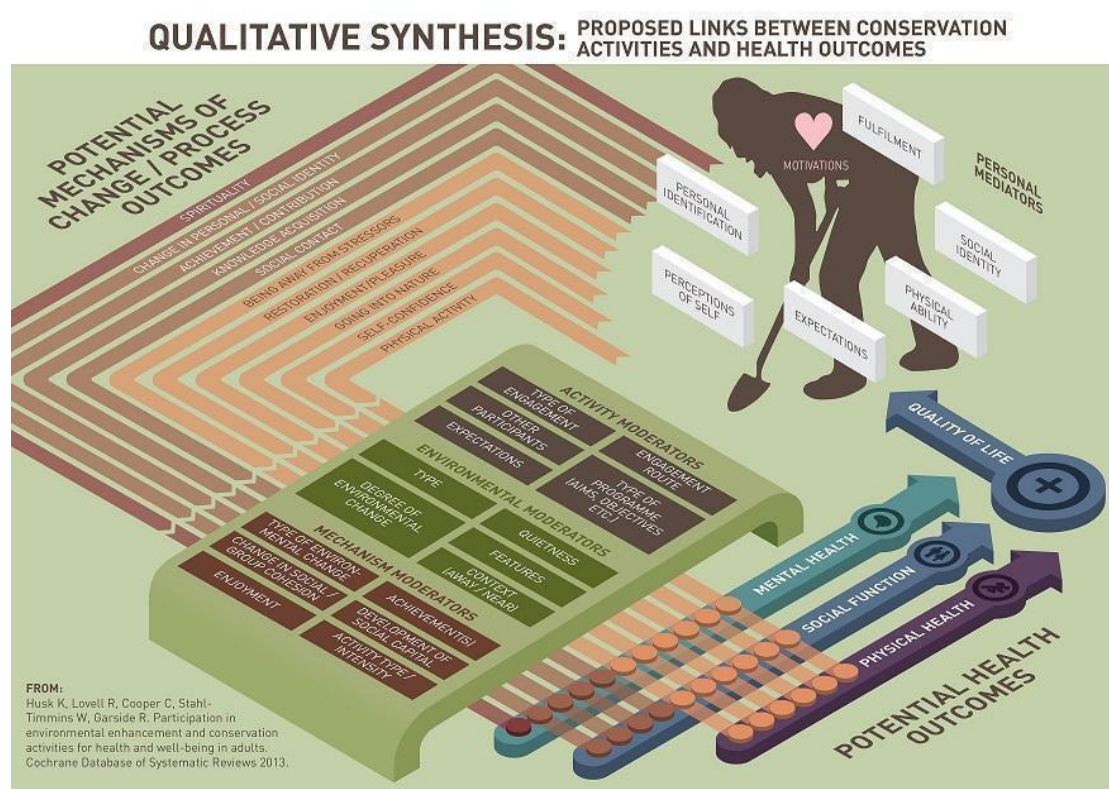 QUALITATIVE SYNTHESIS:
PROPOSED LINKS BETWEEN CONSERVATION
ACTIVITIES AND HEALTH OUTCOMES
POTENTIAL
MECHANISMS OF
CHANGE / PROCESS
OUTCOMES
SPIRITUALITY
CHANGE IN PERSONAL / SOCIAL IDENTITY
ACHIEVEMENT / CONTRIBUTION
KNOWLEDGE ACQUISITION
SOCIAL CONTACT
BEING AWAY FROM STRESSORS
RESTORATION / RECUPERATION
ENJOYMENT/PLEASURE
GOING INTO NATURE
SELF-CONFIDENCE
PHYSICAL ACTIVITY
MOTIVATIONS
FULFILMENT
PERSONAL
MEDIATORS
PERSONAL
IDENTIFICATION
SOCIAL
IDENTITY
PERCEPTIONS
OF SELF
EXPECTATIONS
PHYSICAL
ABILITY
ACTIVITY MODERATORS
TYPE OF
ENGAGEMENT
OTHER
PARTICIPANTS
EXPECTATIONS
ENGAGEMENT
ROUTE
TYPE OF
PROGRAMME
(AIMS, OBJECTIVES
ETC.)
ENVIRONMENTAL MODERATORS
TYPE
DEGREE OF
ENVIRONMENTAL
CHANGE
QUIETNESS
FEATURES
CONTEXT
(AWAY / NEAR)
MECHANISM MODERATORS
TYPE OF ENVIRON-
MENTAL CHANGE
CHANGE IN SOCIAL /
GROUP COHESION
ENJOYMENT
ACHIEVEMENT(S)
DEVELOPMENT OF
SOCIAL CAPITAL
ACTIVITY TYPE /
INTENSITY
QUALITY OF LIFE
MENTAL HEALTH
SOCIAL FUNCTION
PHYSICAL HEALTH
POTENTIAL HEALTH
OUTCOMES
FROM:
Husk K, Lovell R, Cooper C, Stahl-
Timmins W, Garside R. Participation in
environmental enhancement and conservation
activities for health and well-being in adults.
Cochrane Database of Systematic Reviews 2013.